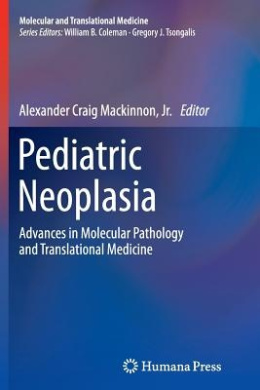 Molecular and Translational Medicine
Series Editors: William B. Coleman · Gregory J. Tsongalis
Alexander Craig Mackinnon, Jr. Editor
Pediatric
Neoplasia
Advances in Molecular Pathology
and Translational Medicine
Humana Press